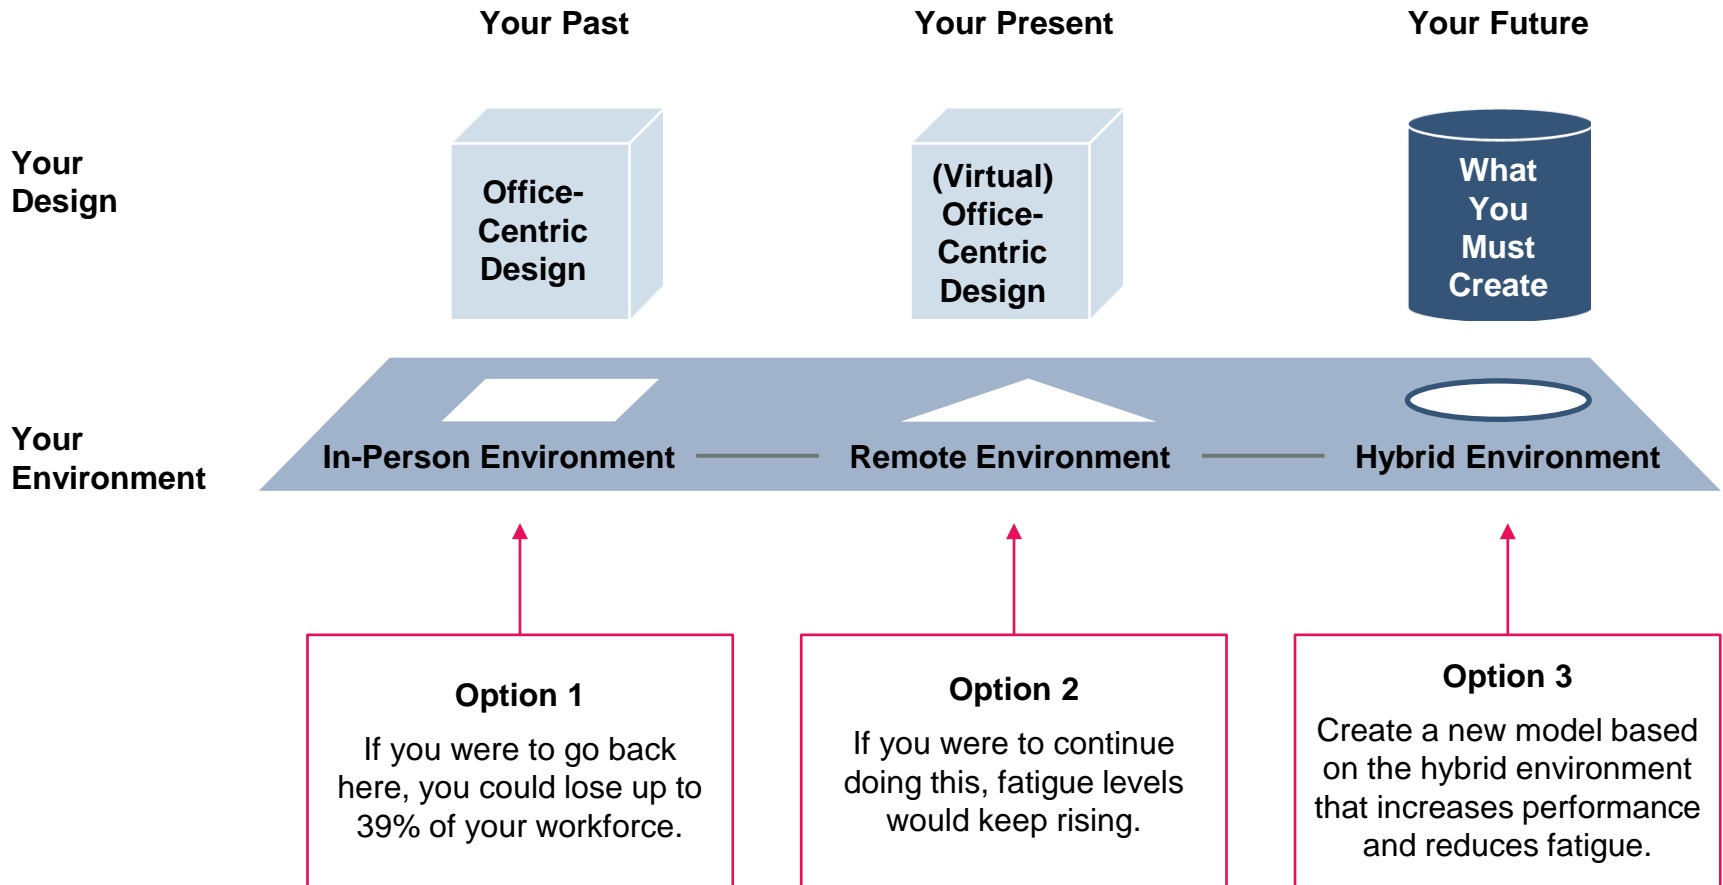 Your Past
Your Present
Your Future
Your
Design
Office-
Centric
Design
(Virtual)
Office-
Centric
Design
What
You
Must
Create
Your
Environment
In-Person Environment
Remote Environment
Hybrid Environment
Option 1
If you were to go back
here, you could lose up to
39% of your workforce.
Option 2
If you were to continue
doing this, fatigue levels
would keep rising.
Option 3
Create a new model based
on the hybrid environment
that increases performance
and reduces fatigue.